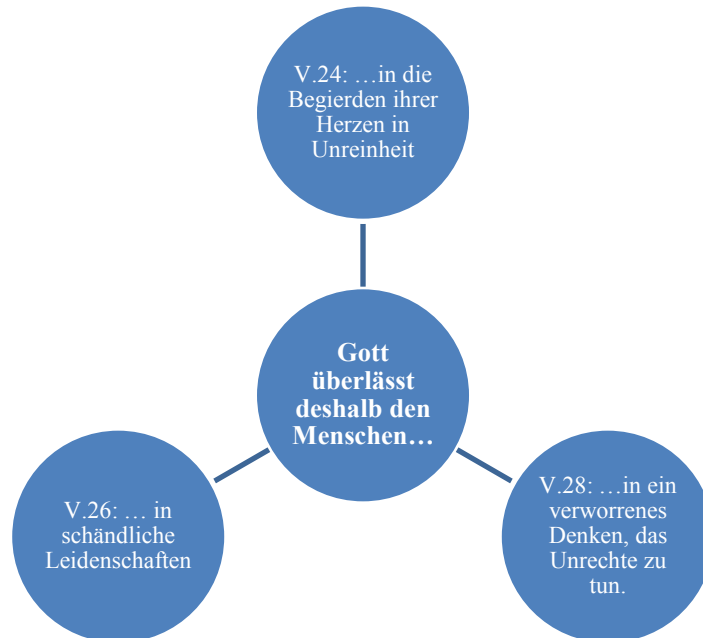 V.24: …in die
Begierden ihrer
Herzen in
Unreinheit
Gott
überlässt
deshalb den
Menschen…
V.26: … in
schändliche
Leidenschaften
V.28: …in ein
verworrenes
Denken, das
Unrechte zu
tun.